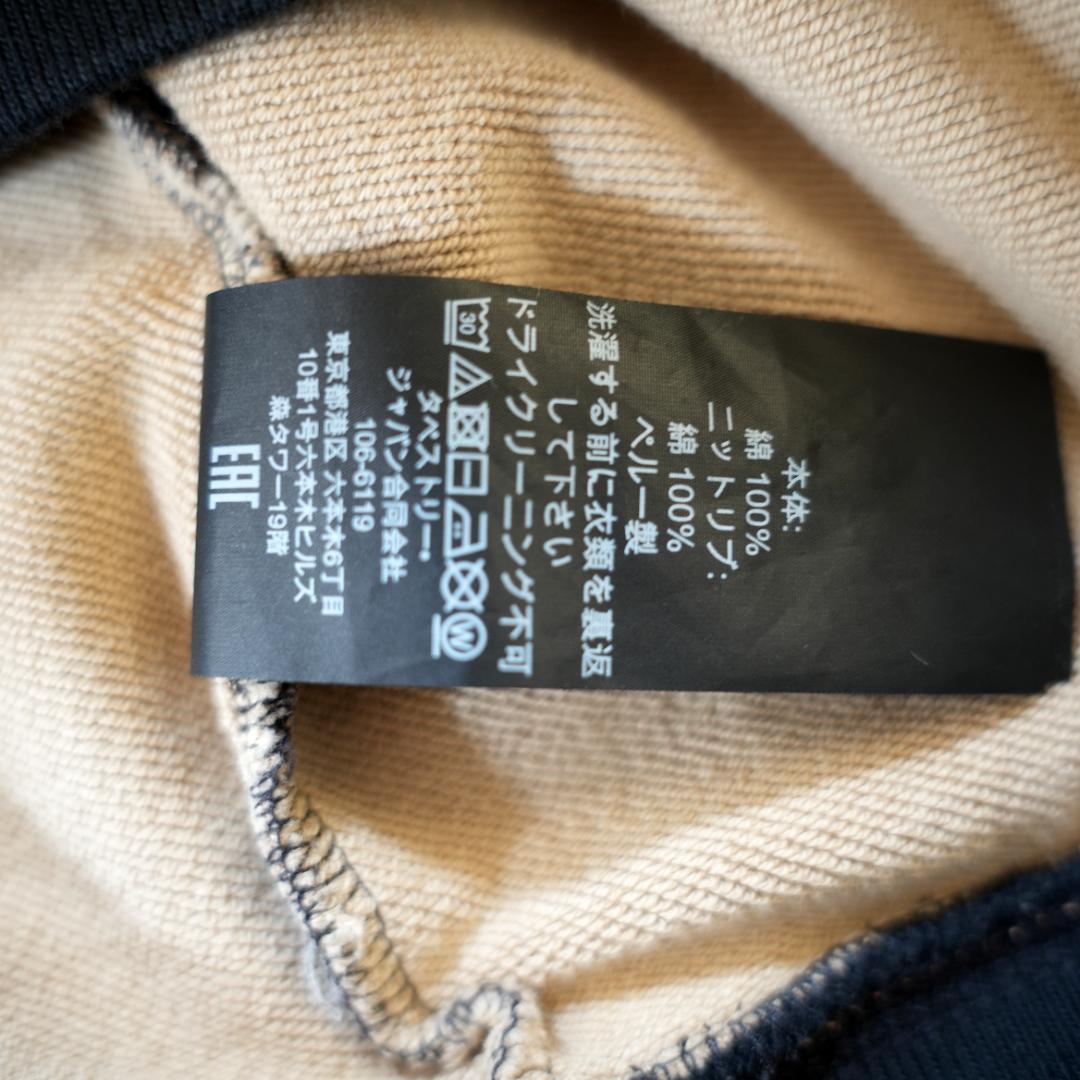 本体:
綿 100%
ニットリブ:
綿 100%
ペルー製
洗濯する前に衣類を裏返
して下さい
ドライクリーニング不可
30
W
タペストリー・
ジャパン合同会社
106-6119
東京都港区 六本木6丁目
10番1号六本木ヒルズ
森タワー19階
EAC